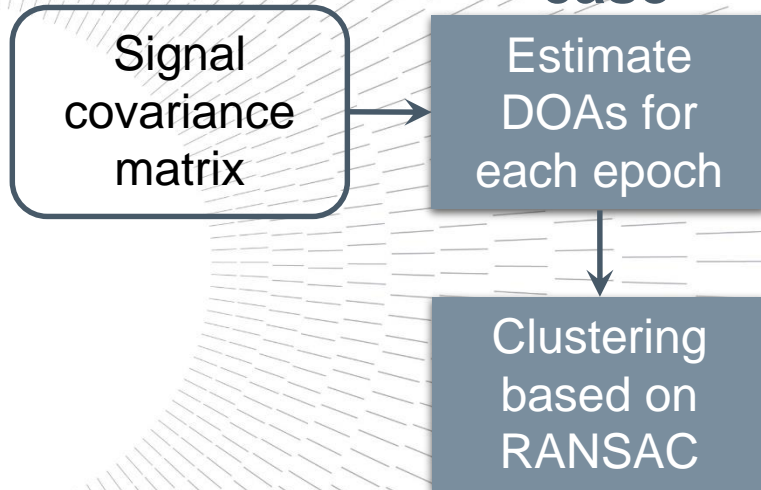 Signal
covariance
matrix
Estimate
DOAs for
each epoch
Clustering
based on
RANSAC